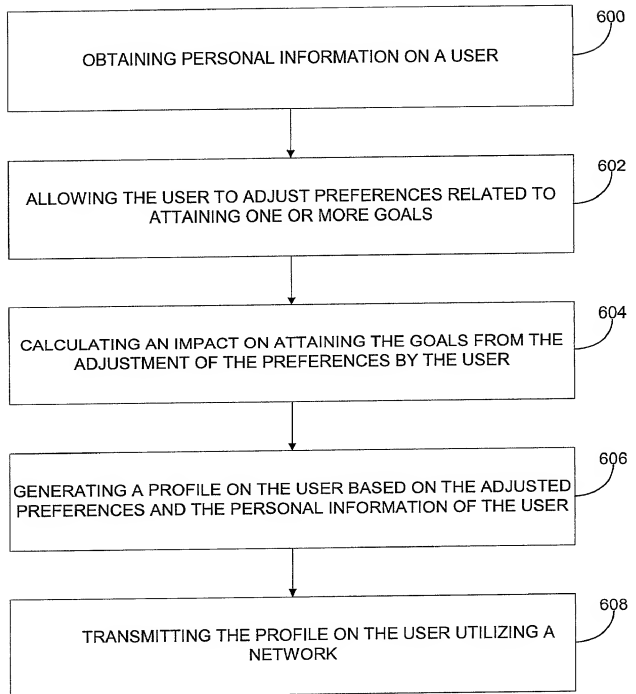 600
OBTAINING PERSONAL INFORMATION ON A USER
602
ALLOWING THE USER TO ADJUST PREFERENCES RELATED TO
ATTAINING ONE OR MORE GOALS
604
CALCULATING AN IMPACT ON ATTAINING THE GOALS FROM THE
ADJUSTMENT OF THE PREFERENCES BY THE USER
606
GENERATING A PROFILE ON THE USER BASED ON THE ADJUSTED
PREFERENCES AND THE PERSONAL INFORMATION OF THE USER
608
TRANSMITTING THE PROFILE ON THE USER UTILIZING A
NETWORK